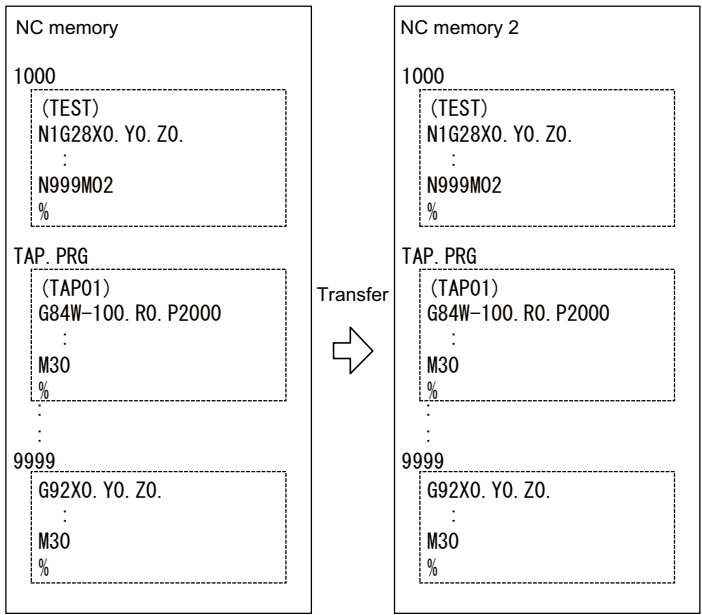 NC memory
1000
(TEST)
N1G28X0. Y0. Z0.
:
N999M02
%
TAP. PRG
(TAP01)
G84W-100. R0. P2000
:
M30
%
:
:
9999
G92X0. Y0. Z0.
:
M30
%
Transfer
NC memory 2
1000
(TEST)
N1G28X0. Y0. Z0.
:
N999M02
%
TAP. PRG
(TAP01)
G84W-100. R0. P2000
:
M30
%
:
:
9999
G92X0. Y0. Z0.
:
M30
%